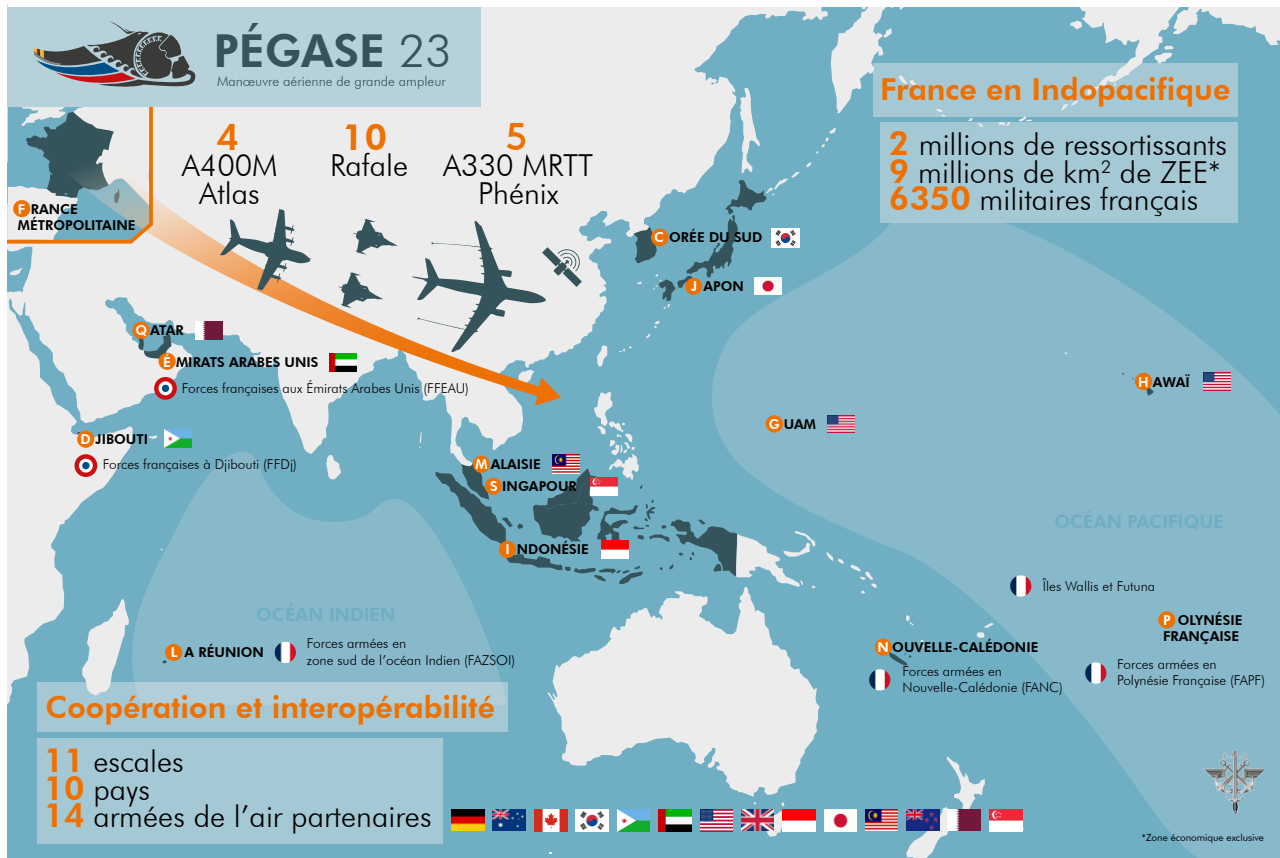 PÉGASE 23
Manœuvre aérienne de grande ampleur
France en Indopacifique
2 millions de ressortissants
9 millions de km² de ZEE*
6350 militaires français
4
A400M
Atlas
10
Rafale
5
A330 MRTT
Phénix
FRANCE
MÉTROPOLITAINE
CORÉE DU SUD
JAPON
QATAR
ÉMIRATS ARABES UNIS
Forces françaises aux Émirats Arabes Unis (FFEAU)
HAWAÏ
GUAM
DJIBOUTI
Forces françaises à Djibouti (FFDj)
MALAISIE
SINGAPOUR
INDONÉSIE
OCÉAN PACIFIQUE
Îles Wallis et Futuna
OCÉAN INDIEN
POLYNÉSIE
FRANÇAISE
LA RÉUNION
Forces armées en
zone sud de l'océan Indien (FAZSOI)
NOUVELLE-CALÉDONIE
Forces armées en
Nouvelle-Calédonie (FANC)
Forces armées en
Polynésie Française (FAPF)
Coopération et interopérabilité
11 escales
10 pays
14 armées de l'air partenaires
*Zone économique exclusive